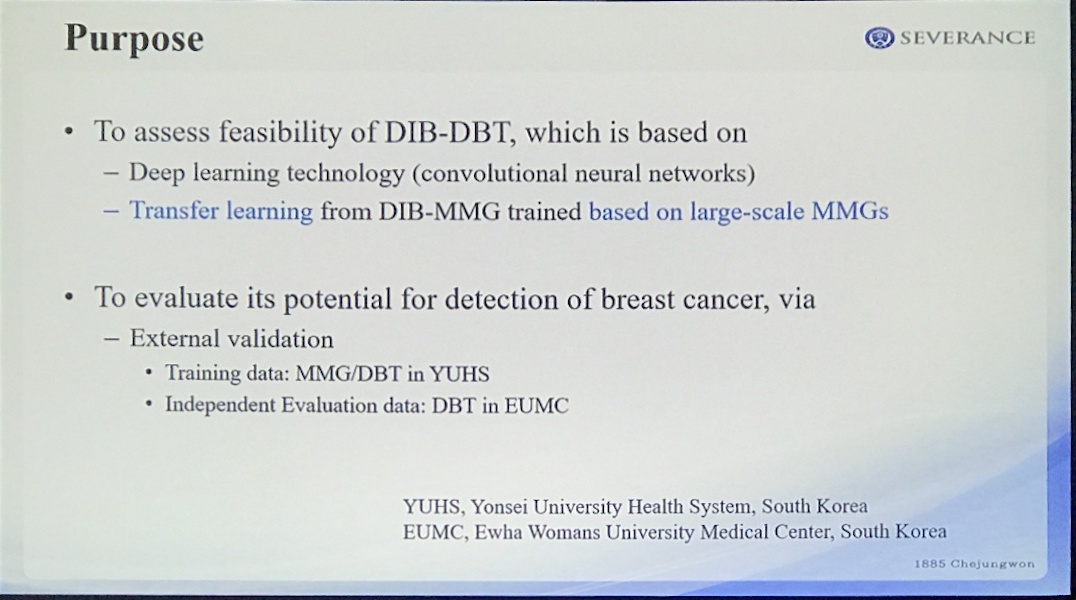 Purpose
SEVERANCE
• To assess feasibility of DIB-DBT, which is based on
– Deep learning technology (convolutional neural networks)
– Transfer learning from DIB-MMG trained based on large-scale MMGs
• To evaluate its potential for detection of breast cancer, via
– External validation
• Training data: MMG/DBT in YUHS
• Independent Evaluation data: DBT in EUMC
YUHS, Yonsei University Health System, South Korea
EUMC, Ewha Womans University Medical Center, South Korea
1885 Chejungwon